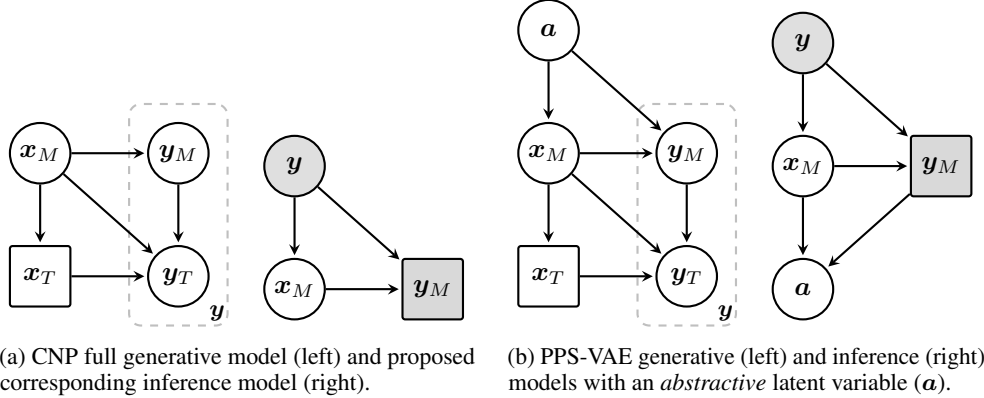 a
y
x_M
y_M
y
x_M
y_M
x_M
y_M
x_T
y_T
y
x_M
y_M
x_T
y_T
y
a
(a) CNP full generative model (left) and proposed
corresponding inference model (right).
(b) PPS-VAE generative (left) and inference (right)
models with an abstractive latent variable (a).